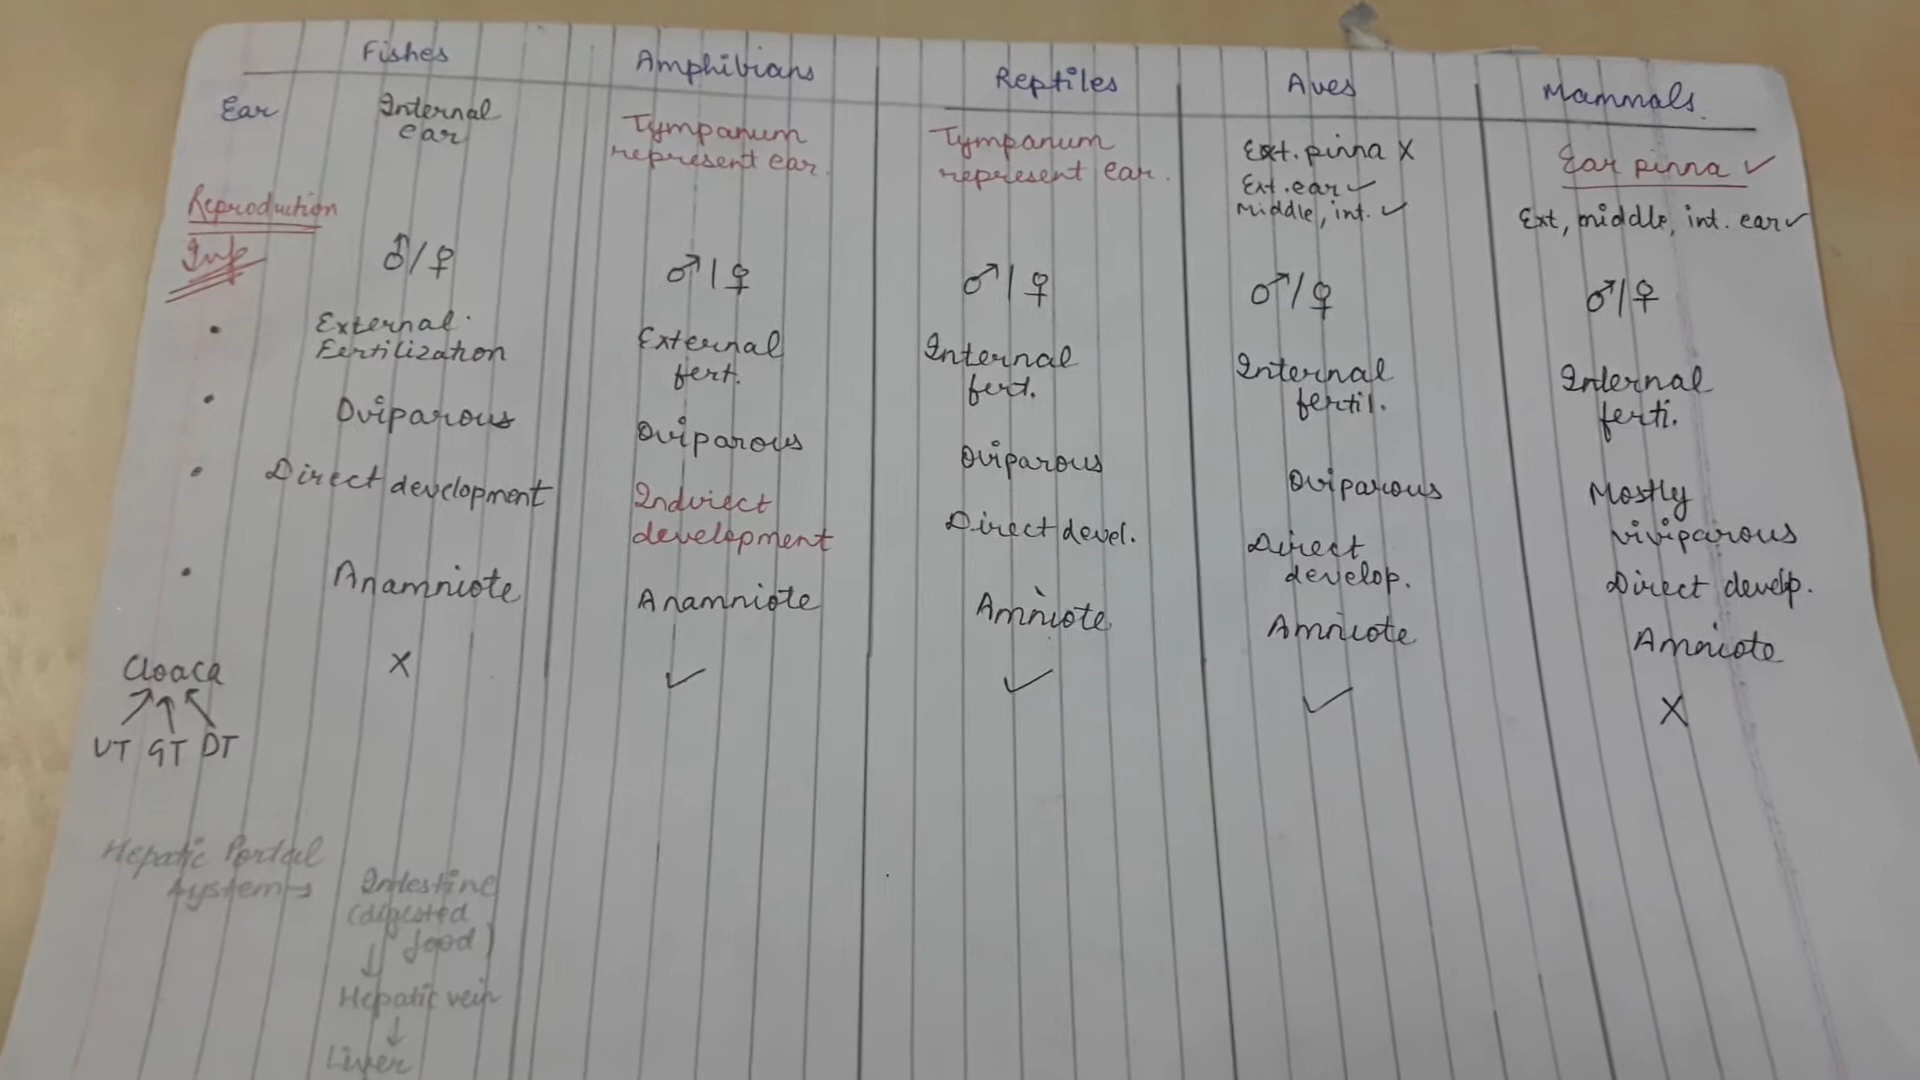 Fishes Amphibians Reptiles Aves Mammals.
Ear Internal ear Tympanum represent ear. Tympanum represent ear. Ext. pinna X Ear pinna ✓
Ext. ear ✓
Middle, int. ✓ Ext, middle, int. ear ✓
Reproduction
Imp
♂/♀ ♂/♀ ♂/♀ ♂/♀ ♂/♀
• External Fertilization External fert. Internal fert. Internal fertil. Internal ferti.
• Oviparous Oviparous Oviparous Oviparous Mostly viviparous
• Direct development Indirect development Direct devel. Direct develop. Direct develp.
• Anamniote Anamniote Amniote Amniote Amniote
Cloaca X ✓ ✓ ✓ X
UT GT DT
Hepatic Portal
System → Intestine
(digested
food)
↓
Hepatic vein
↓
Liver